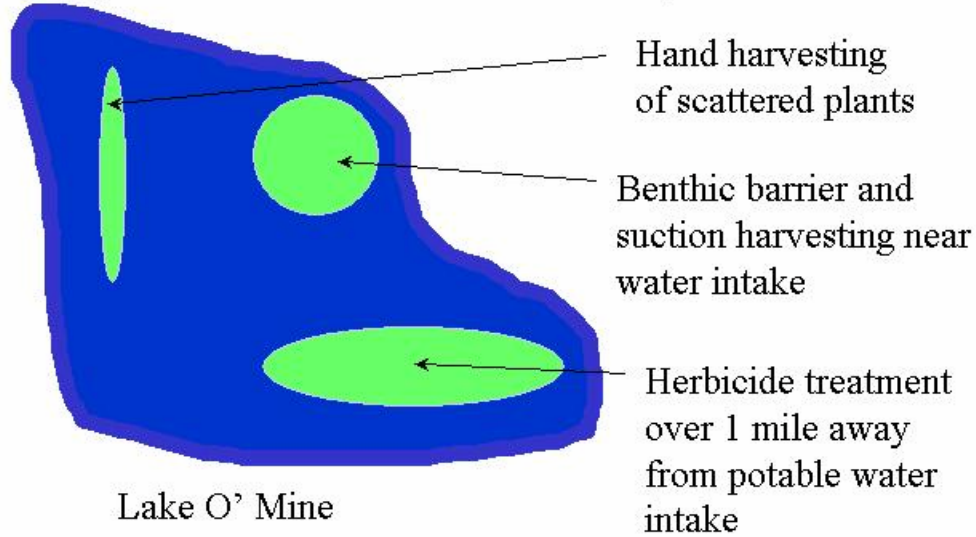 Hand harvesting
of scattered plants
Benthic barrier and
suction harvesting near
water intake
Herbicide treatment
over 1 mile away
from potable water
intake
Lake O’ Mine